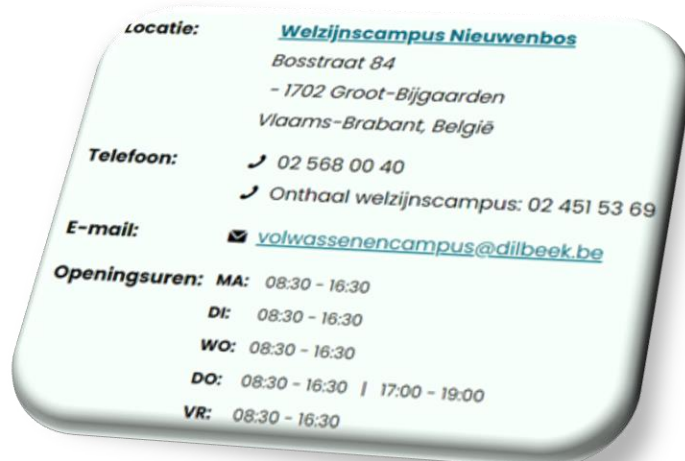 Locatie: Welzijnscampus Nieuwenbos
Bosstraat 84
- 1702 Groot-Bijgaarden
Vlaams-Brabant, België
Telefoon: 02 568 00 40
Onthaal welzijnscampus: 02 451 53 69
E-mail: volwassenencampus@dilbeek.be
Openingsuren: MA: 08:30 - 16:30
DI: 08:30 - 16:30
WO: 08:30 - 16:30
DO: 08:30 - 16:30 | 17:00 - 19:00
VR: 08:30 - 16:30